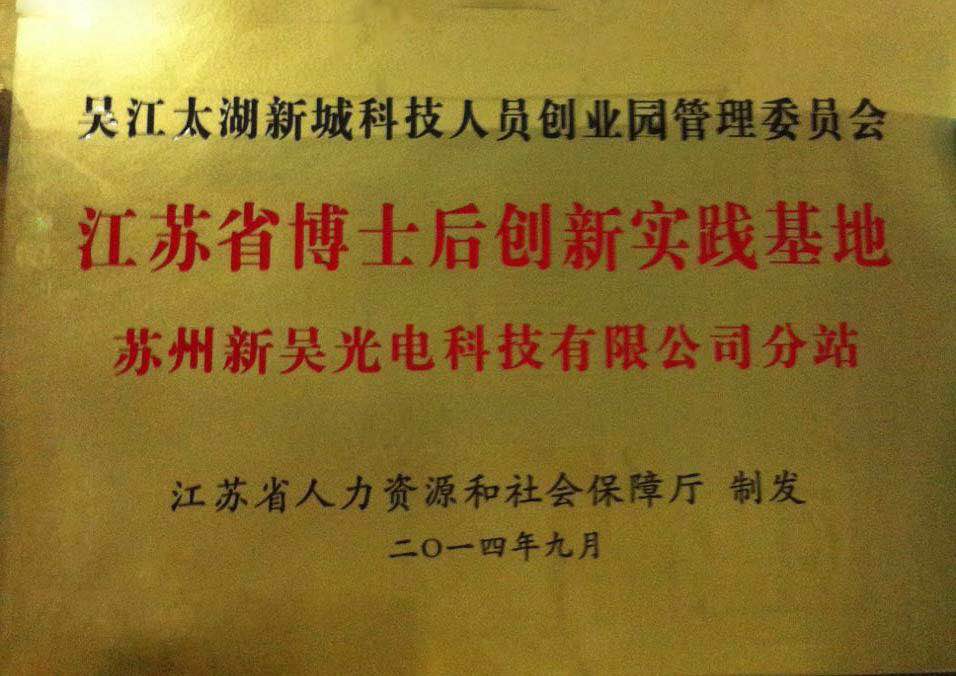 吴江太湖新城科技人员创业园管理委员会
江苏省博士后创新实践基地
苏州新吴光电科技有限公司分站
江苏省人力资源和社会保障厅 制发
二〇一四年九月